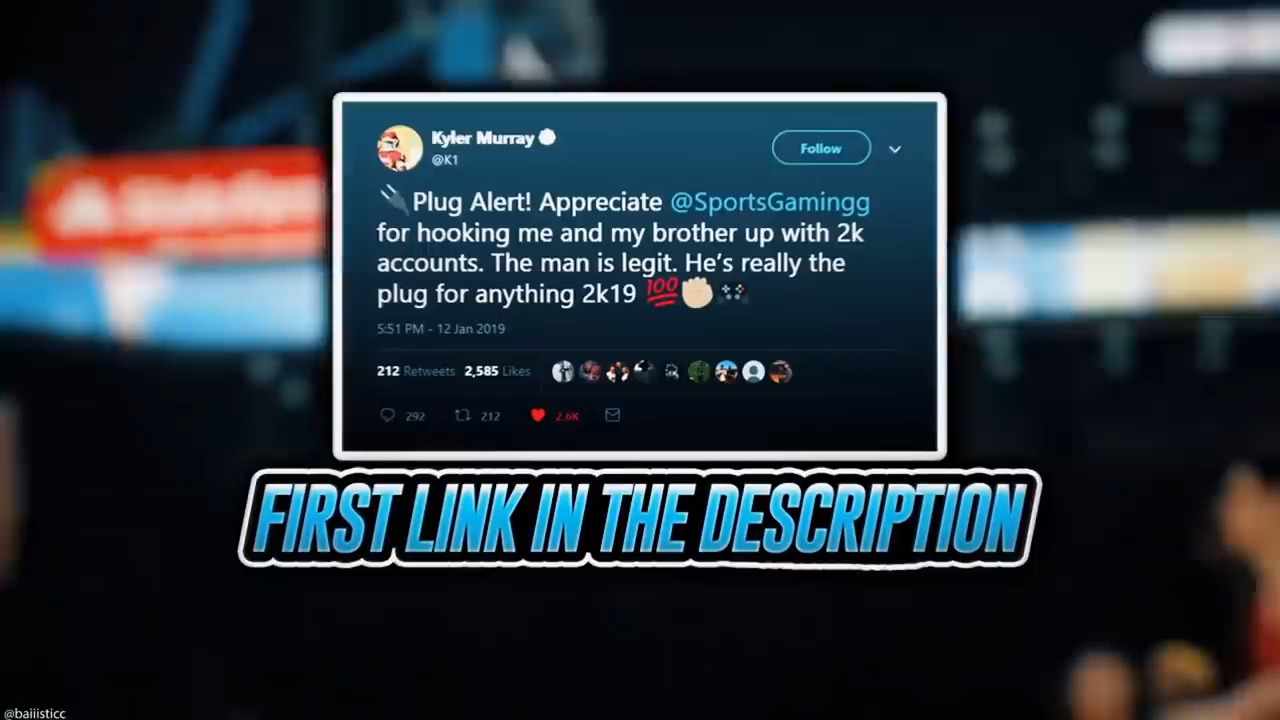 Kyler Murray
@K1
Follow
Plug Alert! Appreciate @SportsGamingg
for hooking me and my brother up with 2k
accounts. The man is legit. He's really the
plug for anything 2k19 💯✊🏻🎮
5:51 PM - 12 Jan 2019
212 Retweets 2,585 Likes
292 212 2.6K
FIRST LINK IN THE DESCRIPTION
@baiiisticc